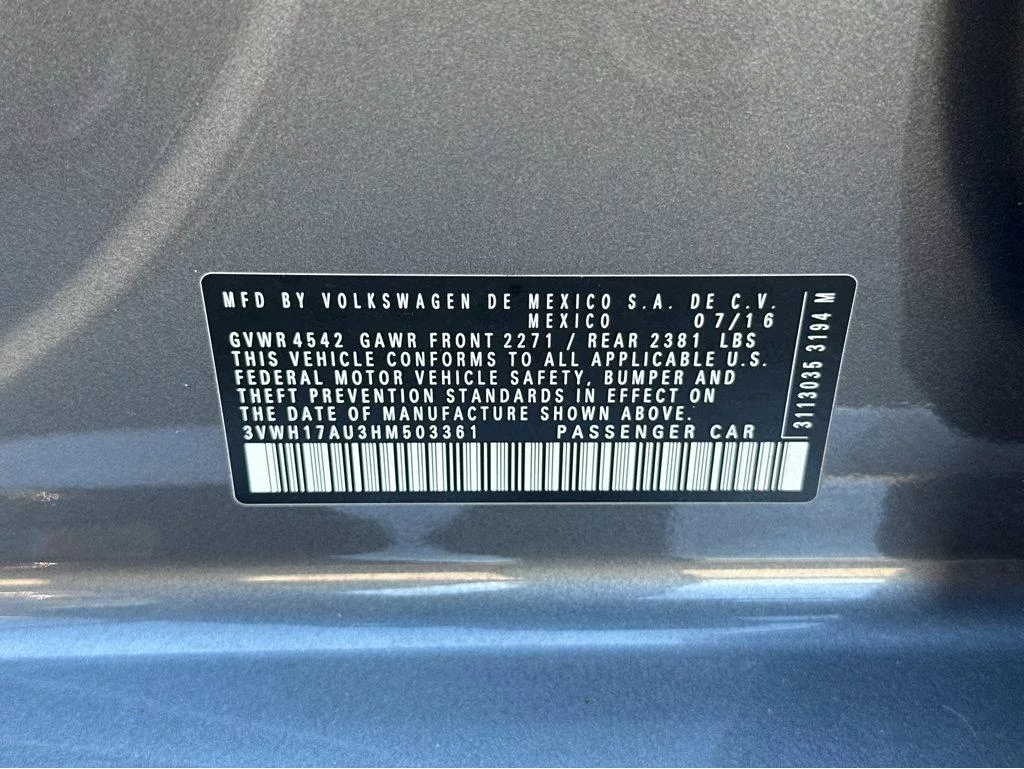 MFD BY VOLKSWAGEN DE MEXICO S.A. DE C.V.
MEXICO 07/16
GVWR 4542 GAWR FRONT 2271 / REAR 2381 LBS
THIS VEHICLE CONFORMS TO ALL APPLICABLE U.S.
FEDERAL MOTOR VEHICLE SAFETY, BUMPER AND
THEFT PREVENTION STANDARDS IN EFFECT ON
THE DATE OF MANUFACTURE SHOWN ABOVE.
3VWH17AU3HM503361 PASSENGER CAR
3113035 3194 M